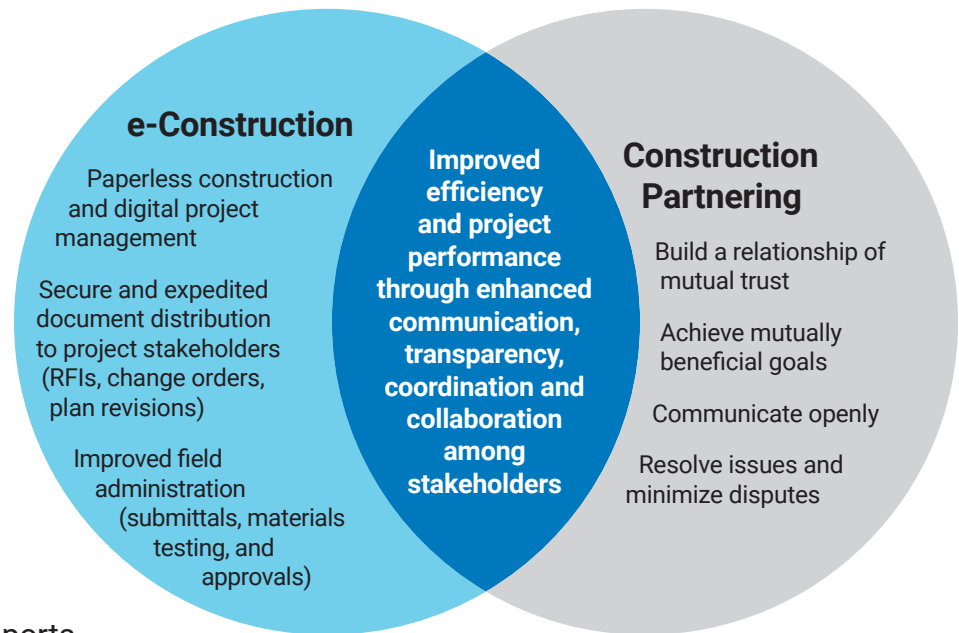 e-Construction
Paperless construction
and digital project
management
Secure and expedited
document distribution
to project stakeholders
(RFIs, change orders,
plan revisions)
Improved field
administration
(submittals, materials
testing, and
approvals)
Improved
efficiency
and project
performance
through enhanced
communication,
transparency,
coordination and
collaboration
among
stakeholders
Construction
Partnering
Build a relationship of
mutual trust
Achieve mutually
beneficial goals
Communicate openly
Resolve issues and
minimize disputes